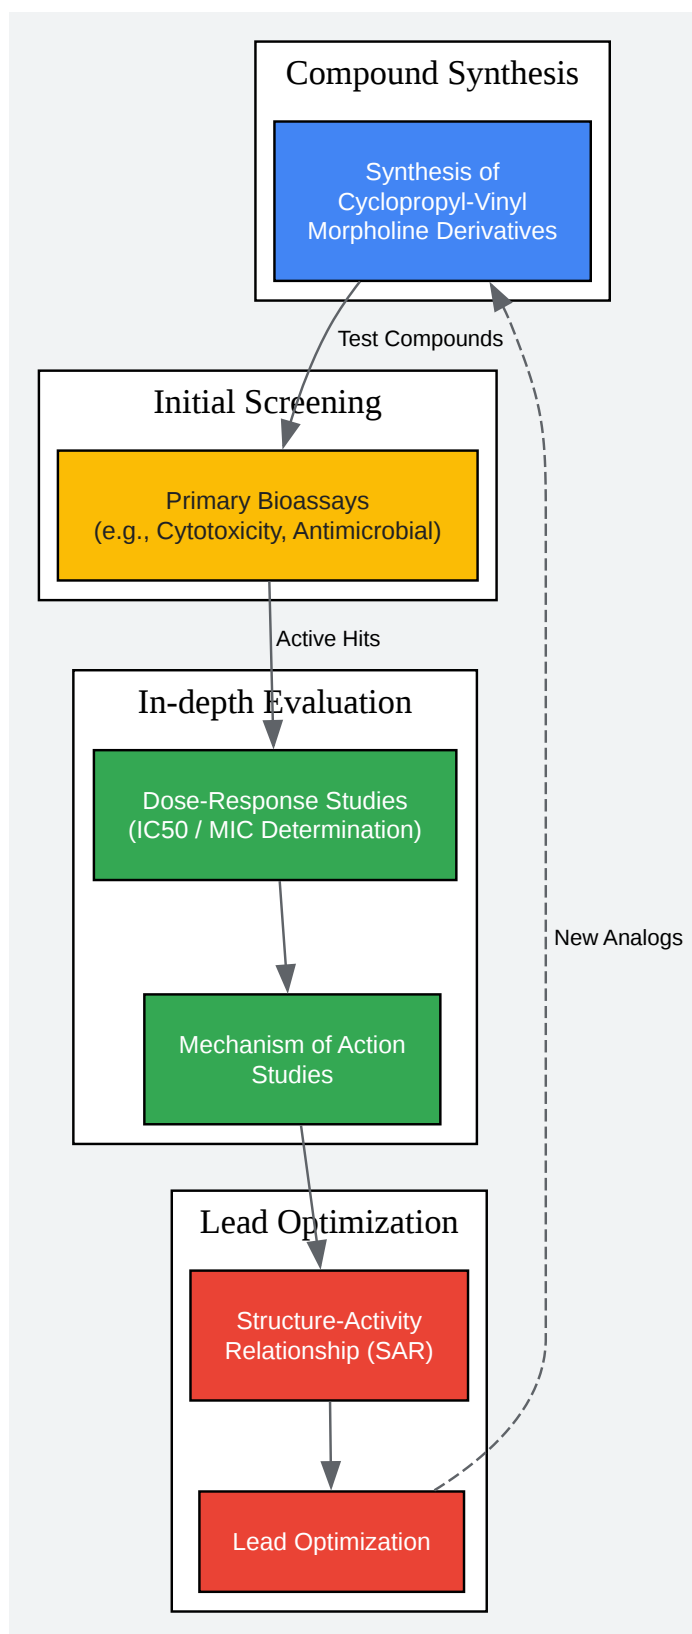 Compound Synthesis
Synthesis of
Cyclopropyl-Vinyl
Morpholine Derivatives
Test Compounds
Initial Screening
Primary Bioassays
(e.g., Cytotoxicity, Antimicrobial)
Active Hits
In-depth Evaluation
Dose-Response Studies
(IC50 / MIC Determination)
New Analogs
Mechanism of Action
Studies
Lead Optimization
Structure-Activity
Relationship (SAR)
Lead Optimization